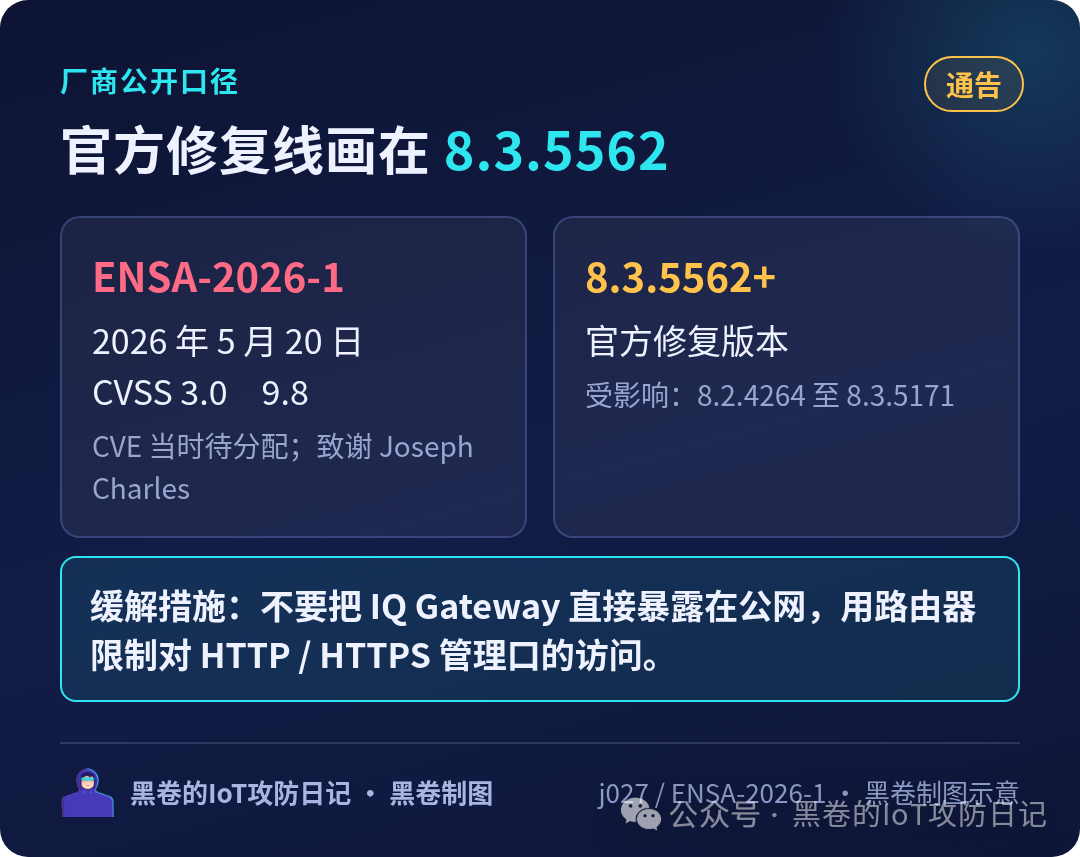 厂商公开口径
通告
官方修复线画在 8.3.5562
ENSA-2026-1
2026 年 5 月 20 日
CVSS 3.0 9.8
CVE 当时待分配；致谢 Joseph
Charles
8.3.5562+
官方修复版本
受影响：8.2.4264 至 8.3.5171
缓解措施：不要把 IQ Gateway 直接暴露在公网，用路由器
限制对 HTTP / HTTPS 管理口的访问。
黑卷的IoT攻防日记 · 黑卷制图
j027 / ENSA-2026-1 · 黑卷制图示意
公众号 · 黑卷的IoT攻防日记